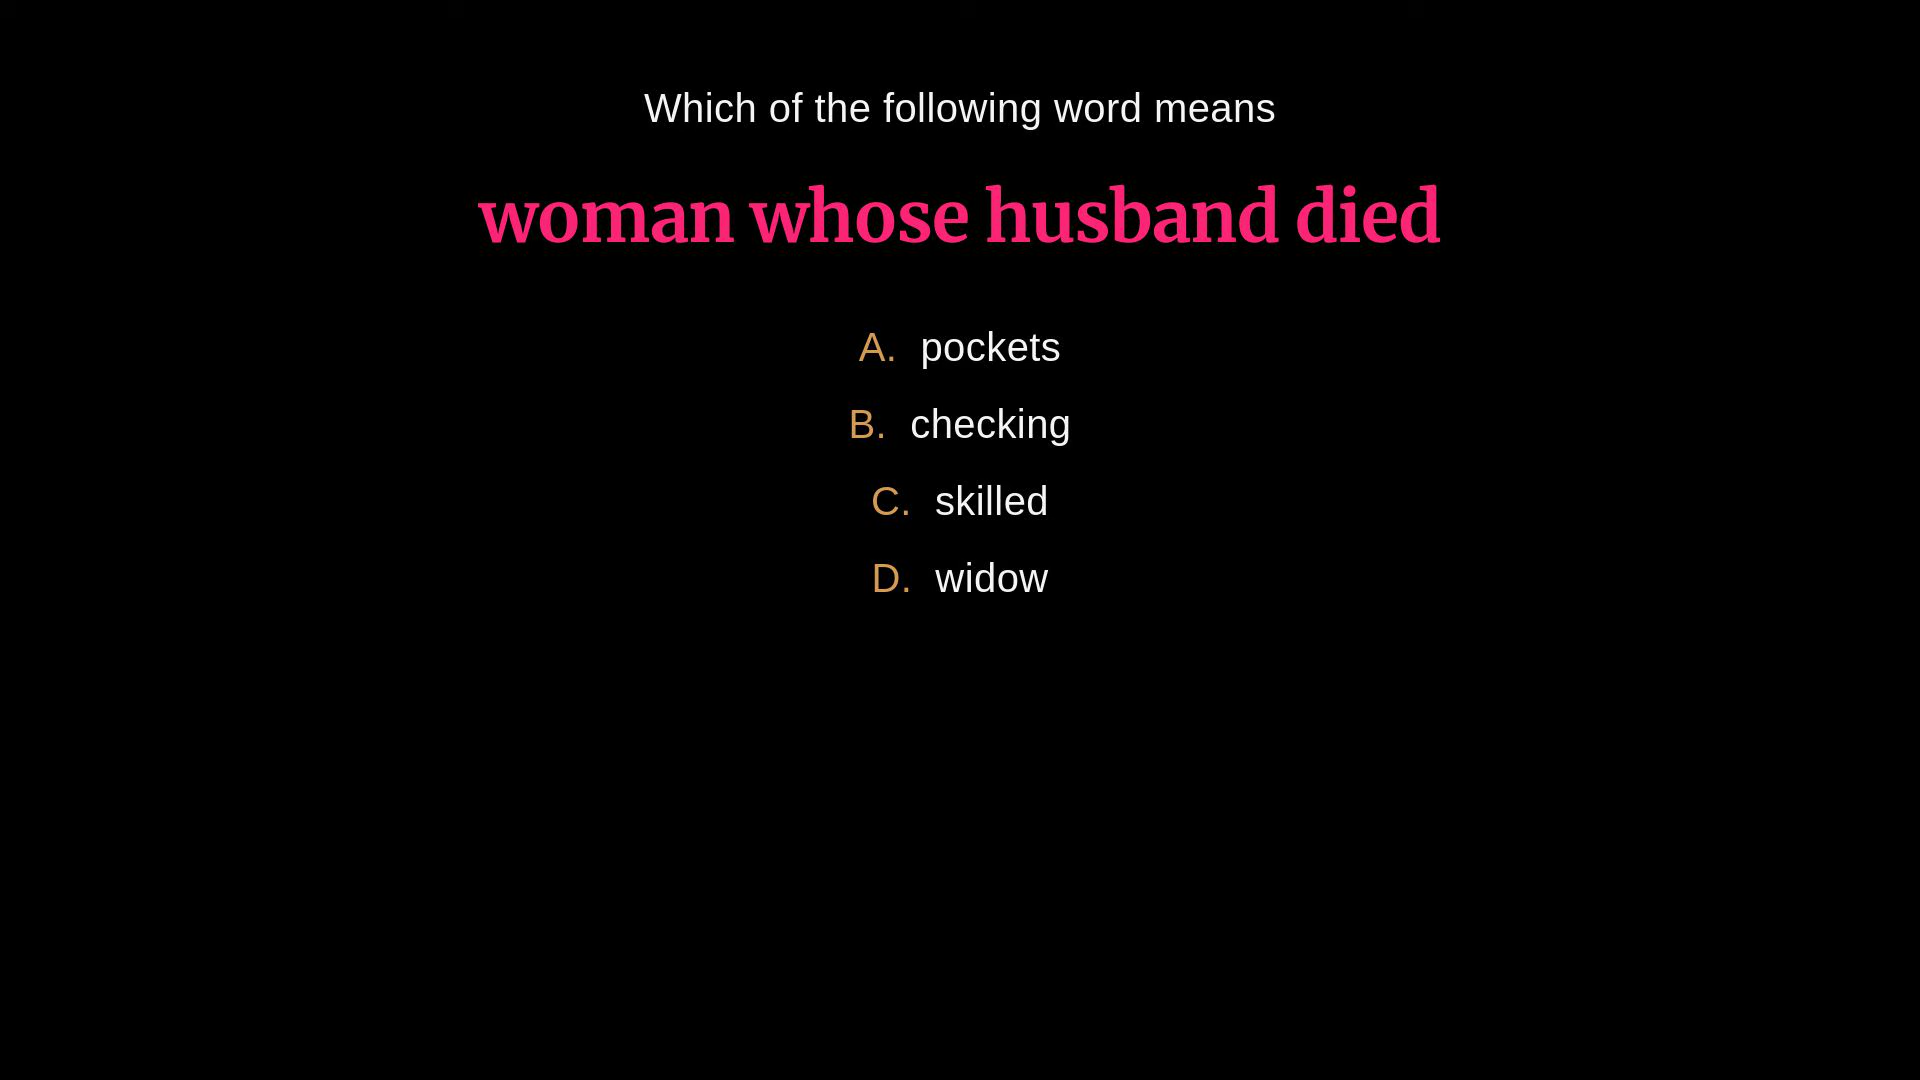 Which of the following word means
woman whose husband died
A. pockets
B. checking
C. skilled
D. widow